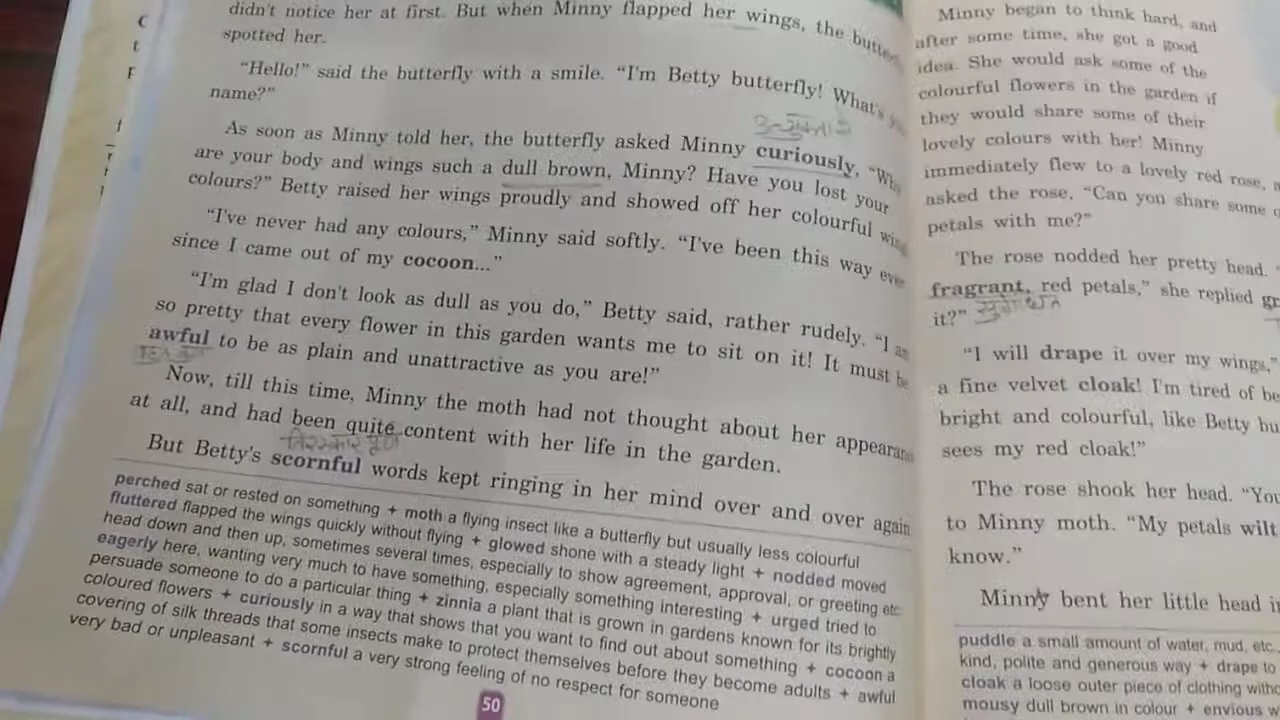 didn't notice her at first. But when Minny flapped her wings, the
spotted her.
"Hello!" said the butterfly with a smile. "I'm Betty butterfly! What's
name?"
As soon as Minny told her, the butterfly asked Minny curiously, "Why
are your body and wings such a dull brown, Minny? Have you lost your
colours?" Betty raised her wings proudly and showed off her colourful
"I've never had any colours," Minny said softly. "I've been this way ever
since I came out of my cocoon..."
"I'm glad I don't look as dull as you do," Betty said, rather rudely. "I
so pretty that every flower in this garden wants me to sit on it! It must be
awful to be as plain and unattractive as you are!"
Now, till this time, Minny the moth had not thought about her
at all, and had been quite content with her life in the garden.
But Betty's scornful words kept ringing in her mind over and over again
perched sat or rested on something + moth a flying insect like a butterfly but usually less colourful
fluttered flapped the wings quickly without flying + glowed shone with a steady light + nodded moved
head down and then up, sometimes several times, especially to show agreement, approval, or greeting etc
eagerly here, wanting very much to have something, especially something interesting + urged tried to
persuade someone to do a particular thing + zinnia a plant that is grown in gardens known for its brightly
coloured flowers + curiously in a way that shows that you want to find out about something + cocoon a
covering of silk threads that some insects make to protect themselves before they become adults + awful
very bad or unpleasant + scornful a very strong feeling of no respect for someone
50
Minny began to think hard, and
after some time, she got a good
idea. She would ask some of the
colourful flowers in the garden if
they would share some of their
lovely colours with her! Minny
immediately flew to a lovely red rose,
asked the rose, "Can you share some
petals with me?"
The rose nodded her pretty head.
fragrant, red petals," she replied
it?"
"I will drape it over my wings,"
a fine velvet cloak! I'm tired of
bright and colourful, like Betty
sees my red cloak!"
The rose shook her head.
to Minny moth. "My petals wilt
know."
Minny bent her little head
puddle a small amount of water, mud, etc.
kind, polite and generous way + drape to
cloak a loose outer piece of clothing
mousy dull brown in colour + envious